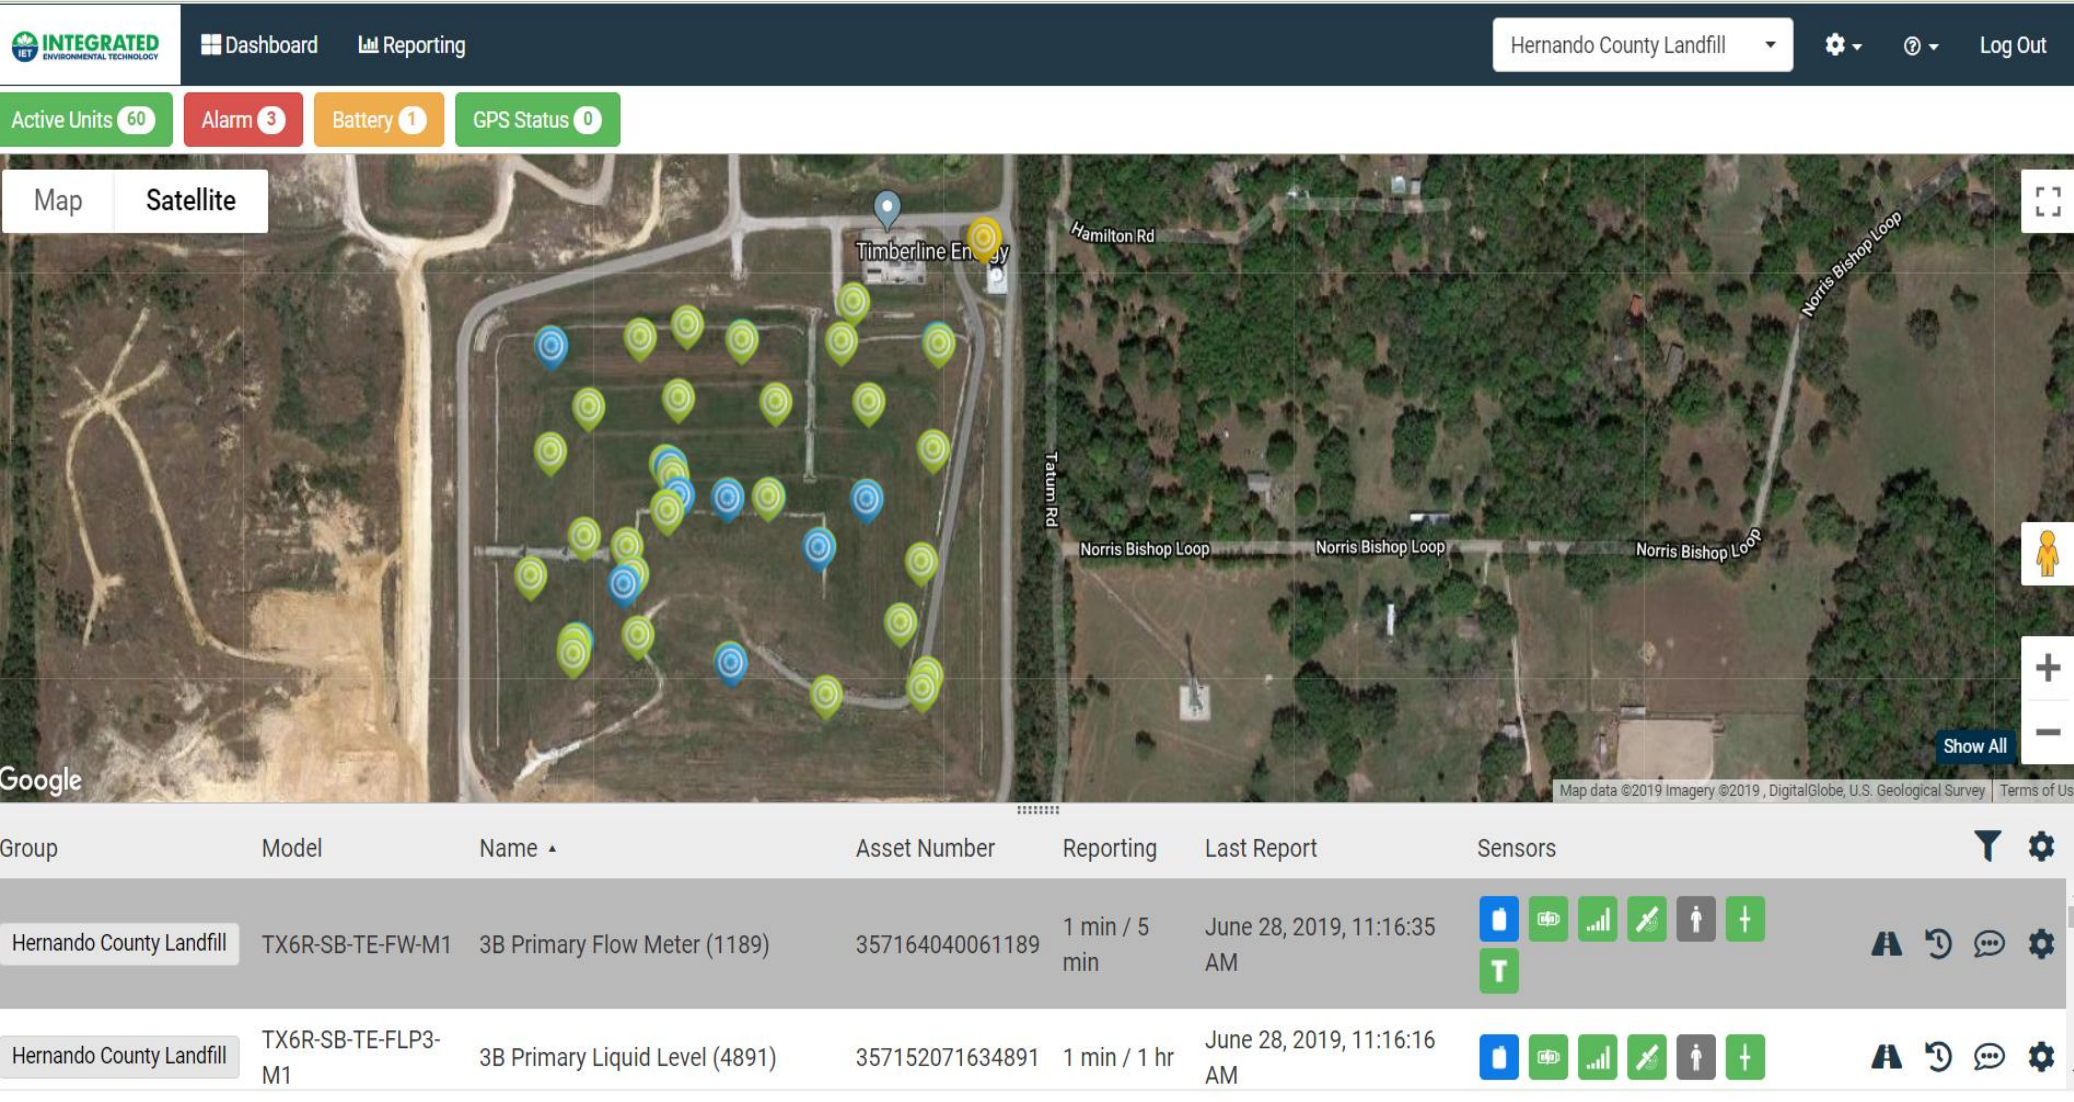 IET INTEGRATED
ENVIRONMENTAL TECHNOLOGY
Dashboard Reporting Hernando County Landfill Log Out
Active Units 60 Alarm 3 Battery 1 GPS Status 0
Map Satellite
Timberline Energy
Hamilton Rd
Norris Bishop Loop
Tatum Rd
Norris Bishop Loop Norris Bishop Loop Norris Bishop Loop
Show All
Google
Map data ©2019 Imagery ©2019 , DigitalGlobe, U.S. Geological Survey Terms of Us
Group Model Name Asset Number Reporting Last Report Sensors
Hernando County Landfill TX6R-SB-TE-FW-M1 3B Primary Flow Meter (1189) 357164040061189 1 min / 5 min June 28, 2019, 11:16:35 AM
T
Hernando County Landfill TX6R-SB-TE-FLP3-M1 3B Primary Liquid Level (4891) 357152071634891 1 min / 1 hr June 28, 2019, 11:16:16 AM